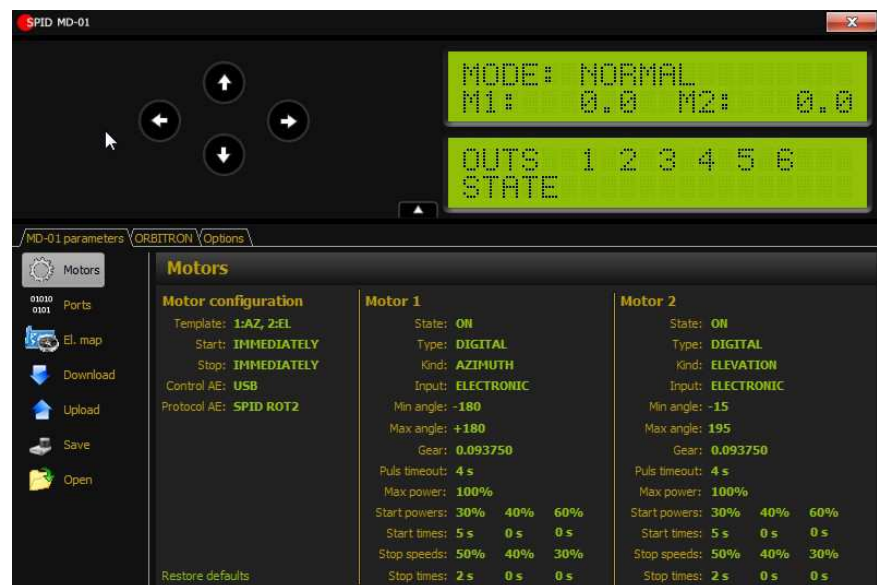 SPID MD-01
MODE: NORMAL
M1: 0.0 M2: 0.0
OUTS 1 2 3 4 5 6
STATE
MD-01 parameters ORBITRON Options
Motors
01010
0101 Ports
El. map
Download
Upload
Save
Open
Motors
Motor configuration
Template: 1:AZ, 2:EL
Start: IMMEDIATELY
Stop: IMMEDIATELY
Control AE: USB
Protocol AE: SPID ROT2
Restore defaults
Motor 1
State: ON
Type: DIGITAL
Kind: AZIMUTH
Input: ELECTRONIC
Min angle: -180
Max angle: +180
Gear: 0.093750
Puls timeout: 4 s
Max power: 100%
Start powers: 30% 40% 60%
Start times: 5 s 0 s 0 s
Stop speeds: 50% 40% 30%
Stop times: 2 s 0 s 0 s
Motor 2
State: ON
Type: DIGITAL
Kind: ELEVATION
Input: ELECTRONIC
Min angle: -15
Max angle: 195
Gear: 0.093750
Puls timeout: 4 s
Max power: 100%
Start powers: 30% 40% 60%
Start times: 5 s 0 s 0 s
Stop speeds: 50% 40% 30%
Stop times: 2 s 0 s 0 s